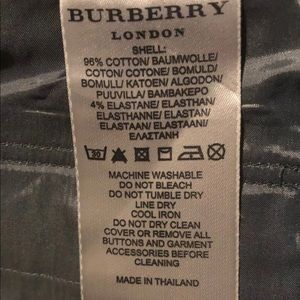 BURBERRY
LONDON
SHELL:
96% COTTON/ BAUMWOLLE/
COTON/ COTONE/ BOMULD/
BOMULL/ KATOEN/ ALGODON/
PUUVILLA/ BAMBAKEPO
4% ELASTANE/ ELASTHAN/
ELASTHANNE/ ELASTAN/
ELASTAAN/ ELASTAANI/
ΕΛΑΣΤΑΝΗ
30
MACHINE WASHABLE
DO NOT BLEACH
DO NOT TUMBLE DRY
LINE DRY
COOL IRON
DO NOT DRY CLEAN
COVER OR REMOVE ALL
BUTTONS AND GARMENT
ACCESSORIES BEFORE
CLEANING
MADE IN THAILAND